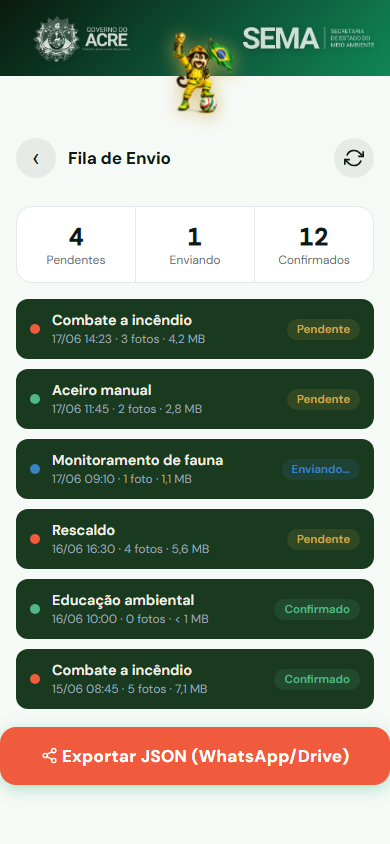 GOVERNO DO
ACRE
SEMA
SECRETARIA
DE ESTADO DO
MEIO AMBIENTE
‹ Fila de Envio
4
Pendentes
1
Enviando
12
Confirmados
Combate a incêndio
17/06 14:23 · 3 fotos · 4,2 MB
Pendente
Aceiro manual
17/06 11:45 · 2 fotos · 2,8 MB
Pendente
Monitoramento de fauna
17/06 09:10 · 1 foto · 1,1 MB
Enviando...
Rescaldo
16/06 16:30 · 4 fotos · 5,6 MB
Pendente
Educação ambiental
16/06 10:00 · 0 fotos · < 1 MB
Confirmado
Combate a incêndio
15/06 08:45 · 5 fotos · 7,1 MB
Confirmado
Exportar JSON (WhatsApp/Drive)